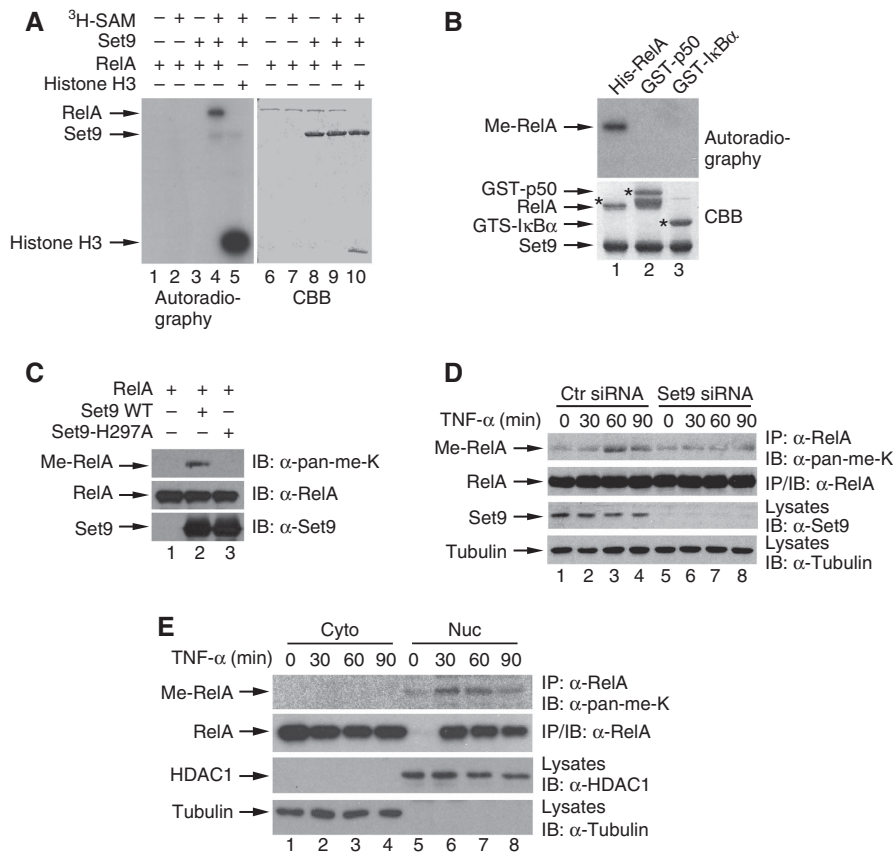 A
³H-SAM – + – + + – + – + +
Set9 – – + + + – – + + +
RelA + + + + – + + + + –
Histone H3 – – – – + – – – – +
RelA
Set9
Histone H3
1 2 3 4 5 6 7 8 9 10
Autoradiography CBB
B
His-RelA GST-p50 GST-IκBα
Me-RelA
Autoradio-
graphy
GST-p50 *
RelA *
GTS-IκBα *
CBB
Set9
1 2 3
C
RelA + + +
Set9 WT – + –
Set9-H297A – – +
Me-RelA IB: α-pan-me-K
RelA IB: α-RelA
Set9 IB: α-Set9
1 2 3
D
Ctr siRNA Set9 siRNA
TNF-α (min) 0 30 60 90 0 30 60 90
Me-RelA IP: α-RelA
IB: α-pan-me-K
RelA IP/IB: α-RelA
Set9 Lysates
IB: α-Set9
Tubulin Lysates
IB: α-Tubulin
1 2 3 4 5 6 7 8
E
Cyto Nuc
TNF-α (min) 0 30 60 90 0 30 60 90
Me-RelA IP: α-RelA
IB: α-pan-me-K
RelA IP/IB: α-RelA
HDAC1 Lysates
IB: α-HDAC1
Tubulin Lysates
IB: α-Tubulin
1 2 3 4 5 6 7 8